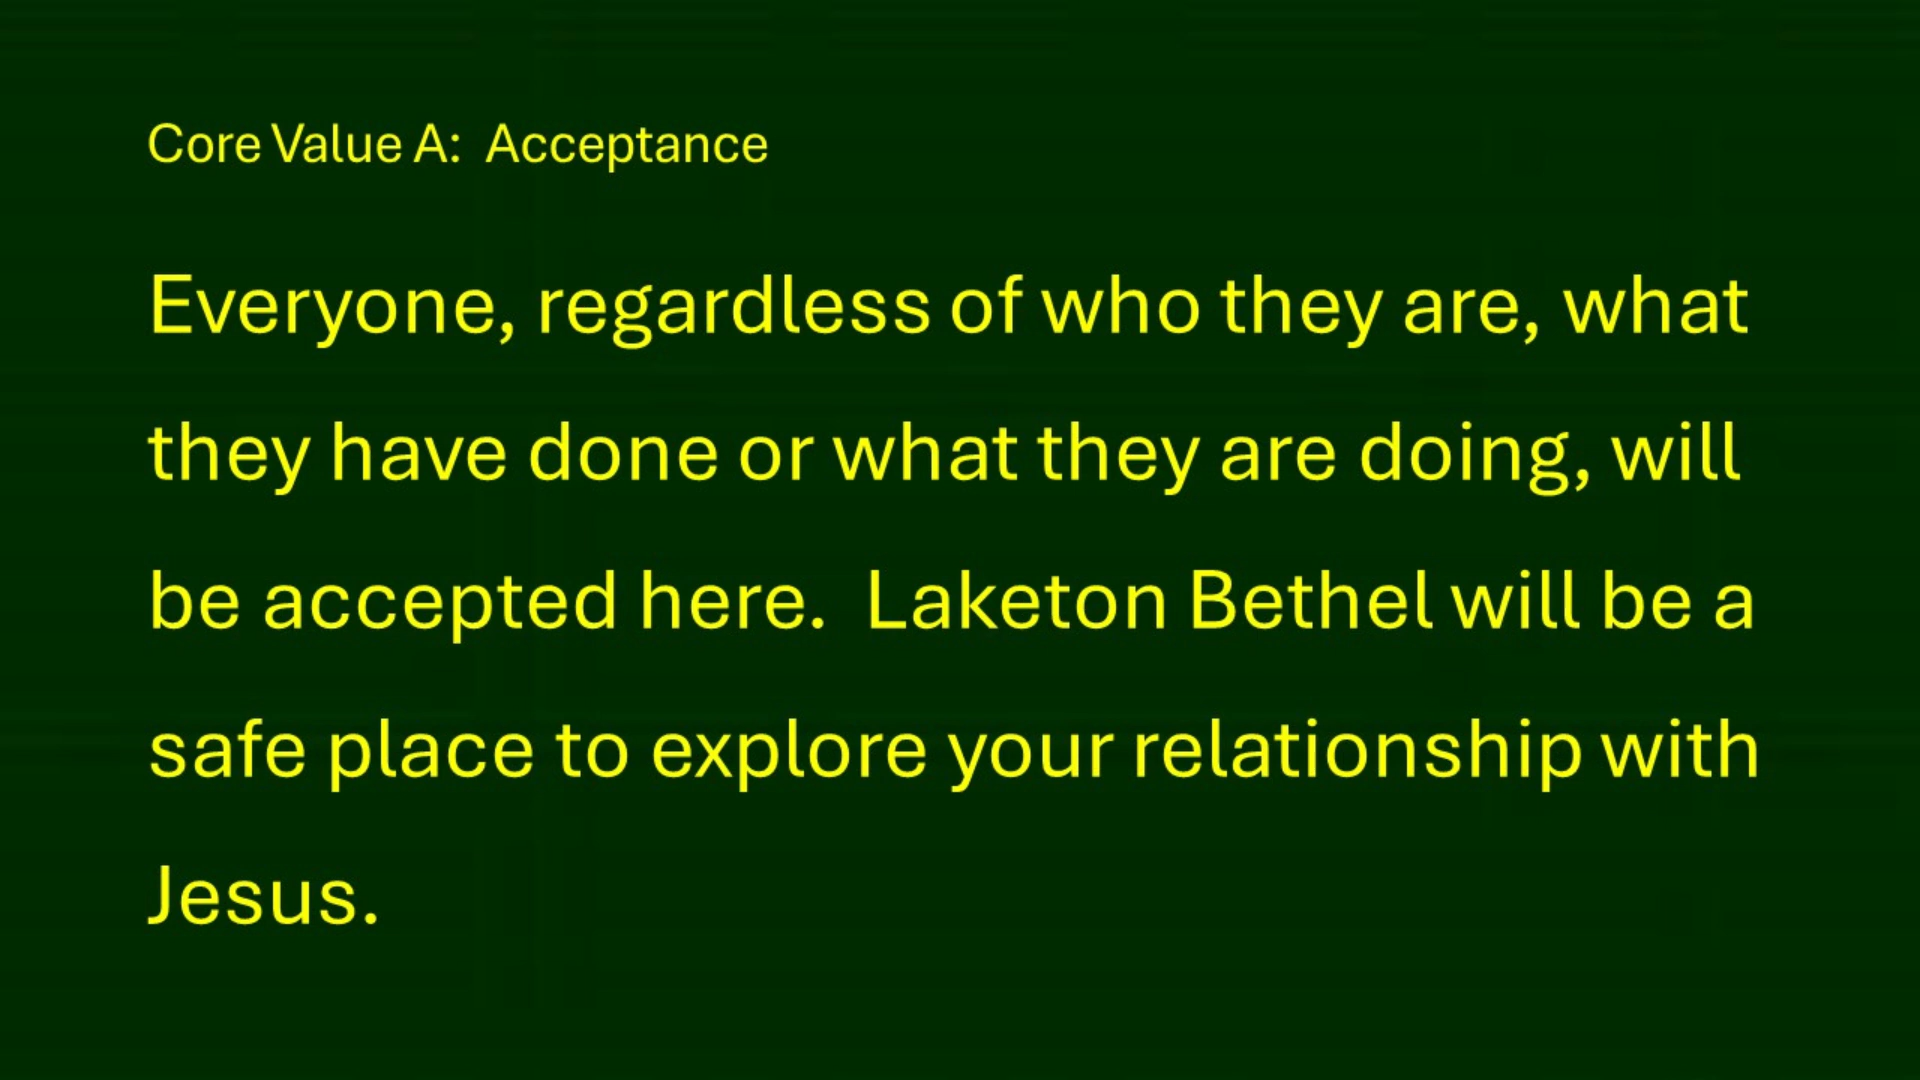 Core Value A:  Acceptance
Everyone, regardless of who they are, what
they have done or what they are doing, will
be accepted here.  Laketon Bethel will be a
safe place to explore your relationship with
Jesus.